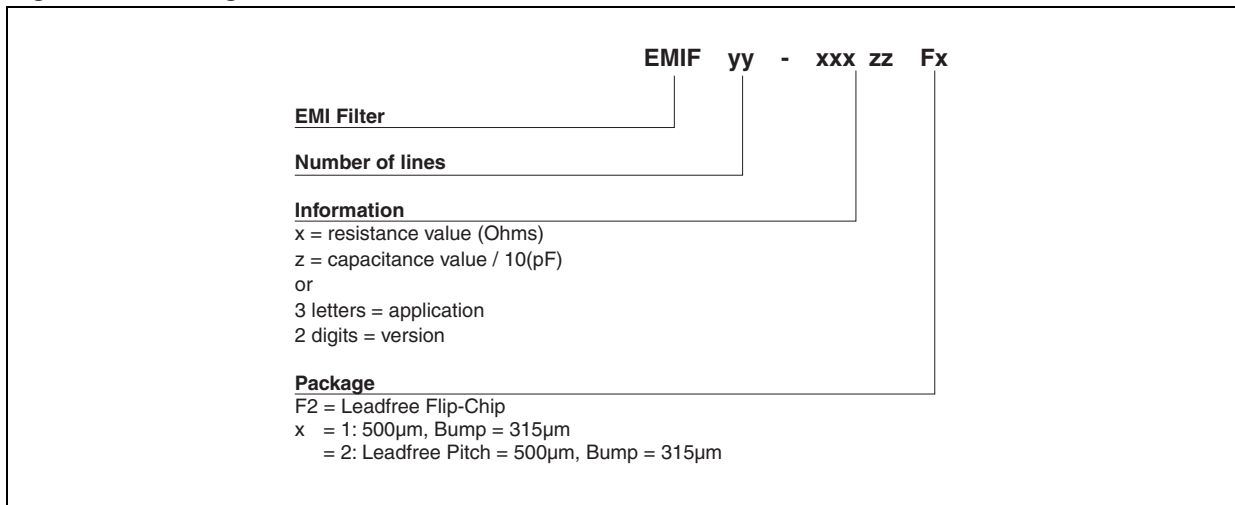 EMIF yy - xxx zz Fx
EMI Filter
Number of lines
Information
x = resistance value (Ohms)
z = capacitance value / 10(pF)
or
3 letters = application
2 digits = version
Package
F2 = Leadfree Flip-Chip
x = 1: 500µm, Bump = 315µm
= 2: Leadfree Pitch = 500µm, Bump = 315µm